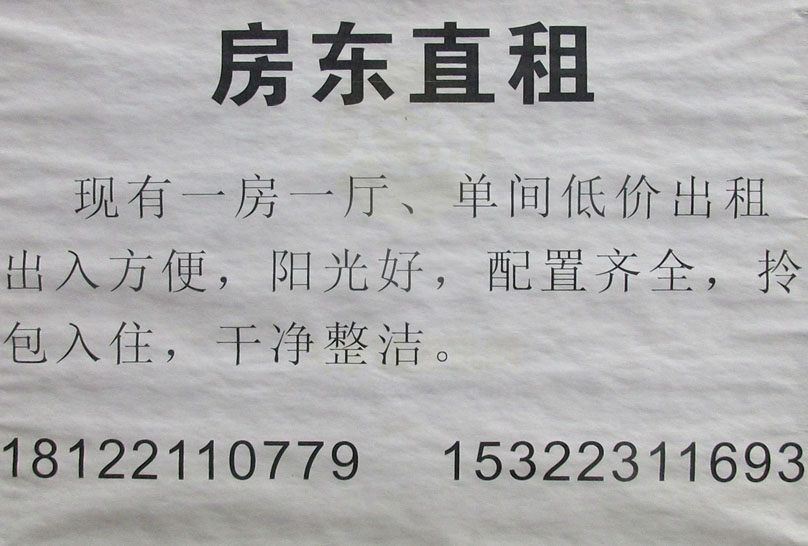 房东直租
现有一房一厅、单间低价出租
出入方便，阳光好，配置齐全，拎
包入住，干净整洁。
18122110779 15322311693